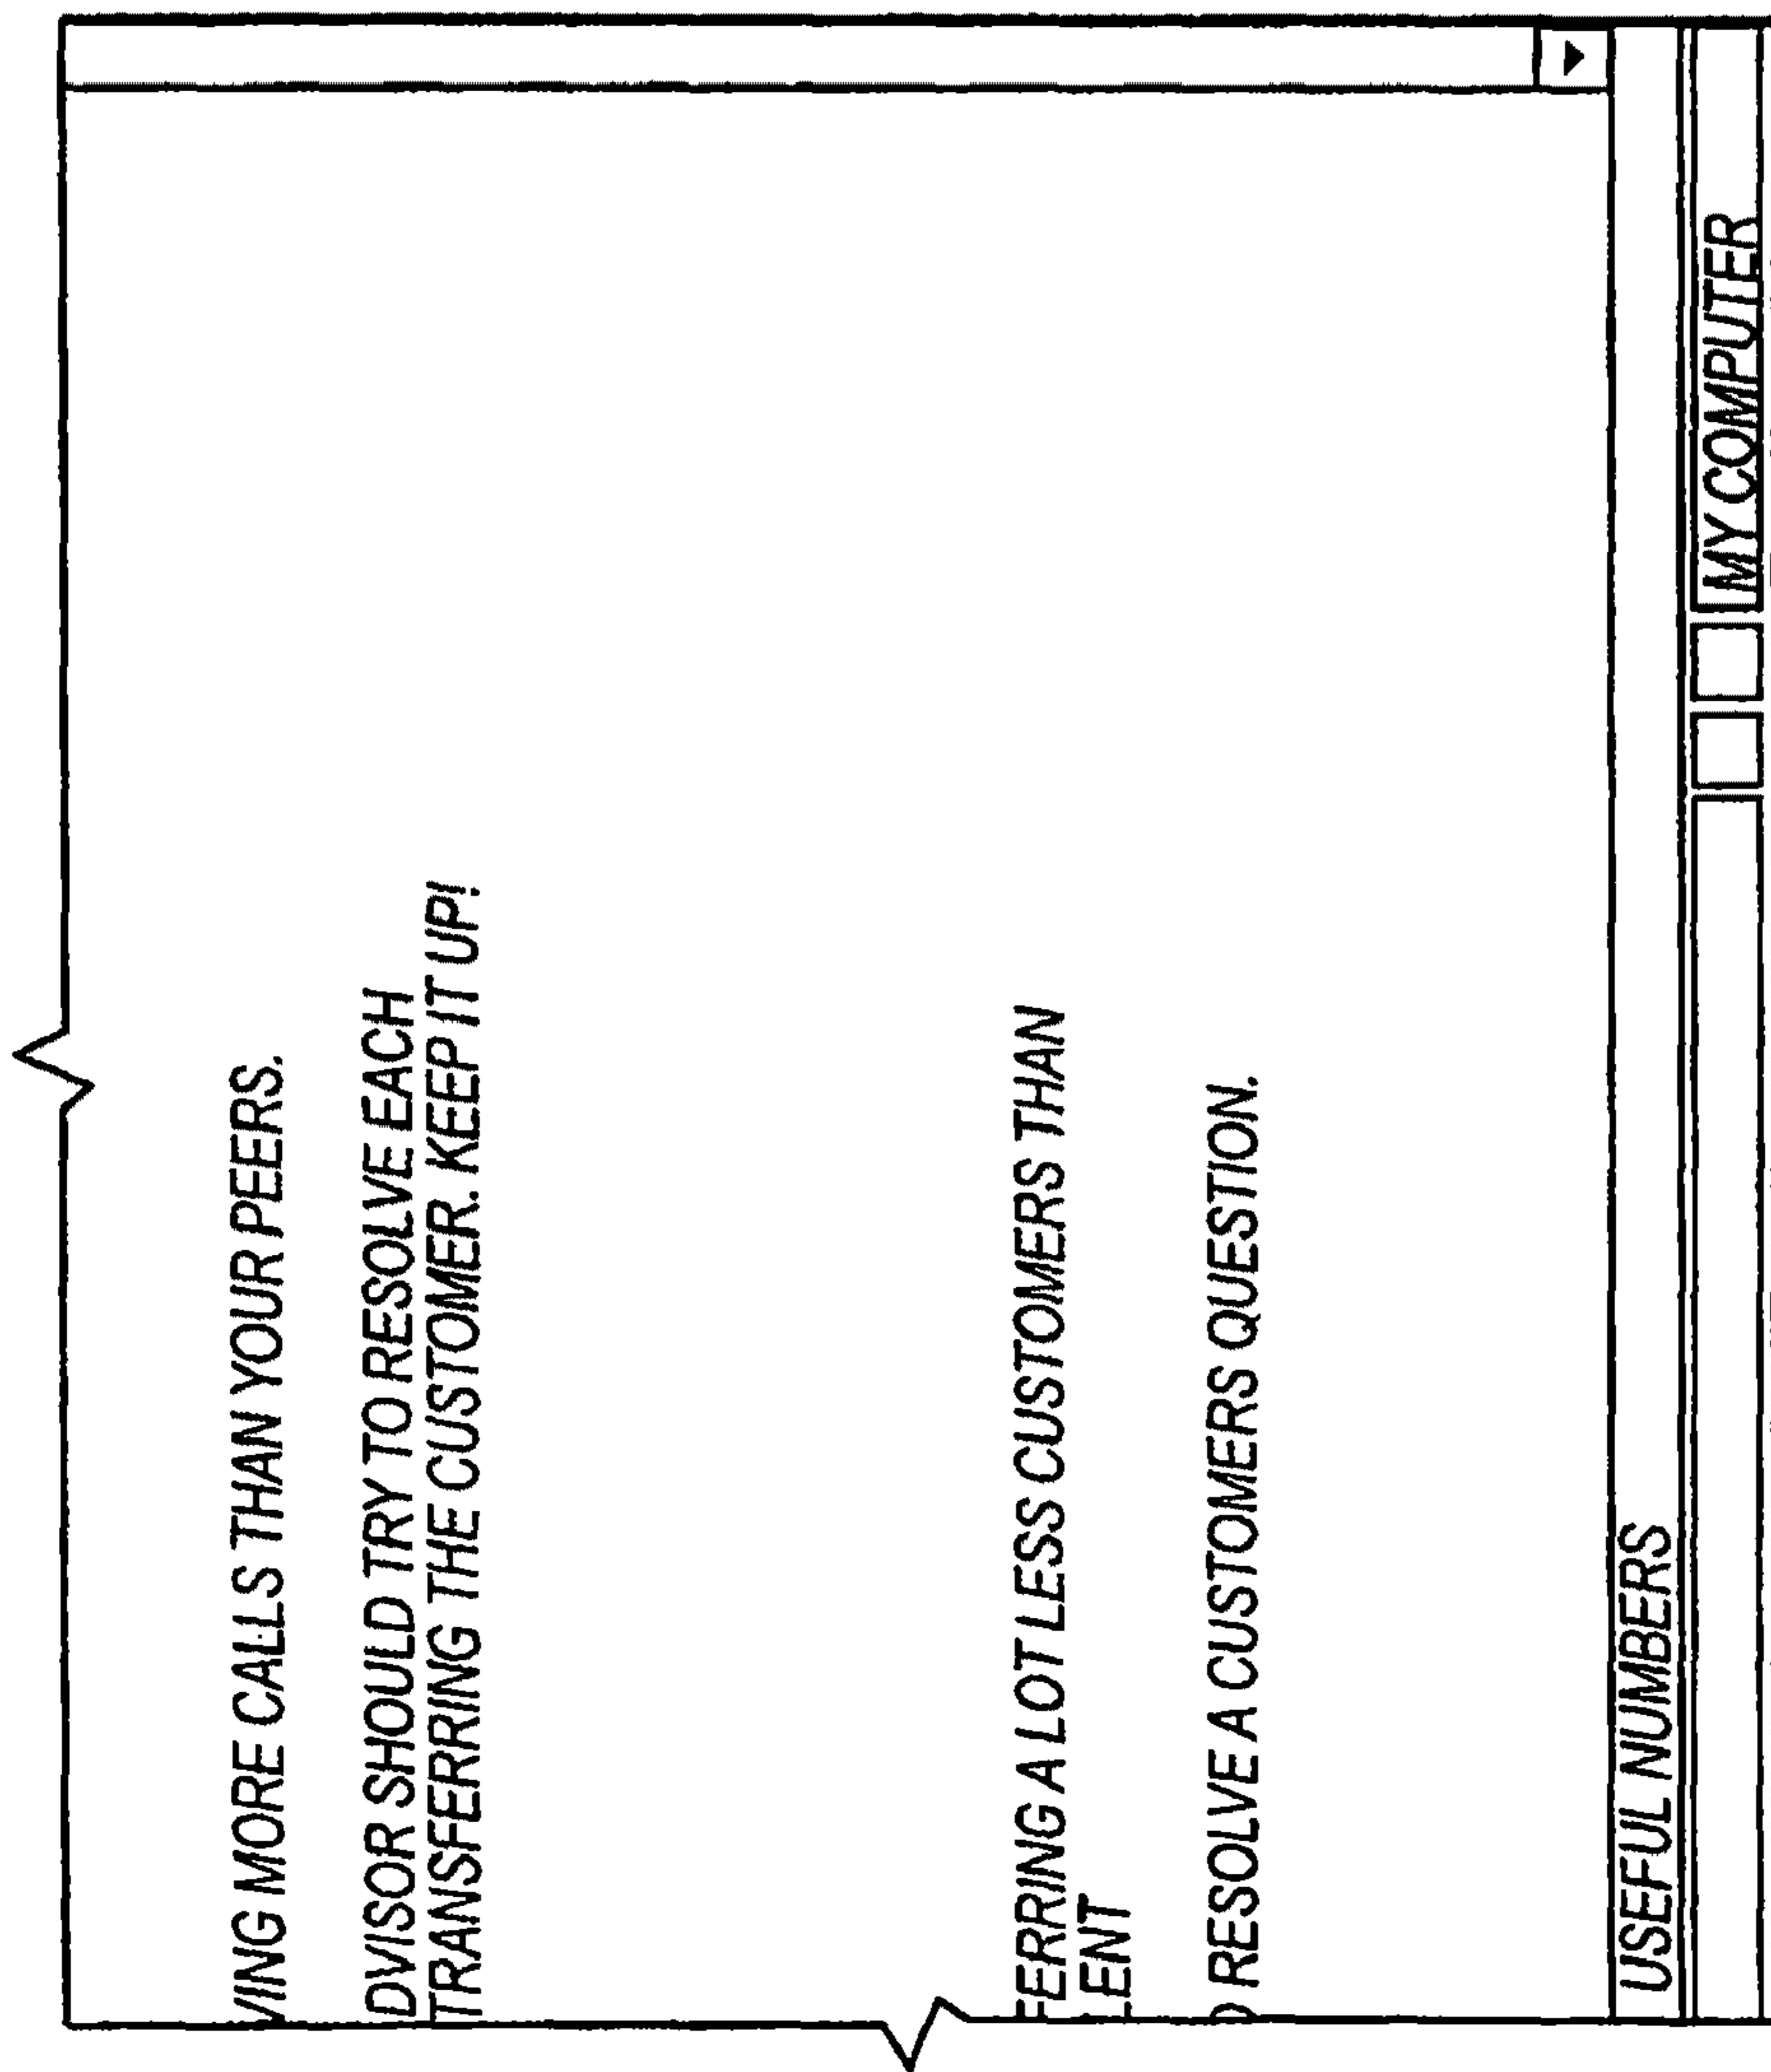 VING MORE CALLS THAN YOUR PEERS.
DVISOR SHOULD TRY TO RESOLVE EACH
TRANSFERRING THE CUSTOMER. KEEP IT UP!
FERRING A LOT LESS CUSTOMERS THAN
ENT
RESOLVE A CUSTOMERS QUESTION.
USEFUL NUMBERS
MY COMPUTER